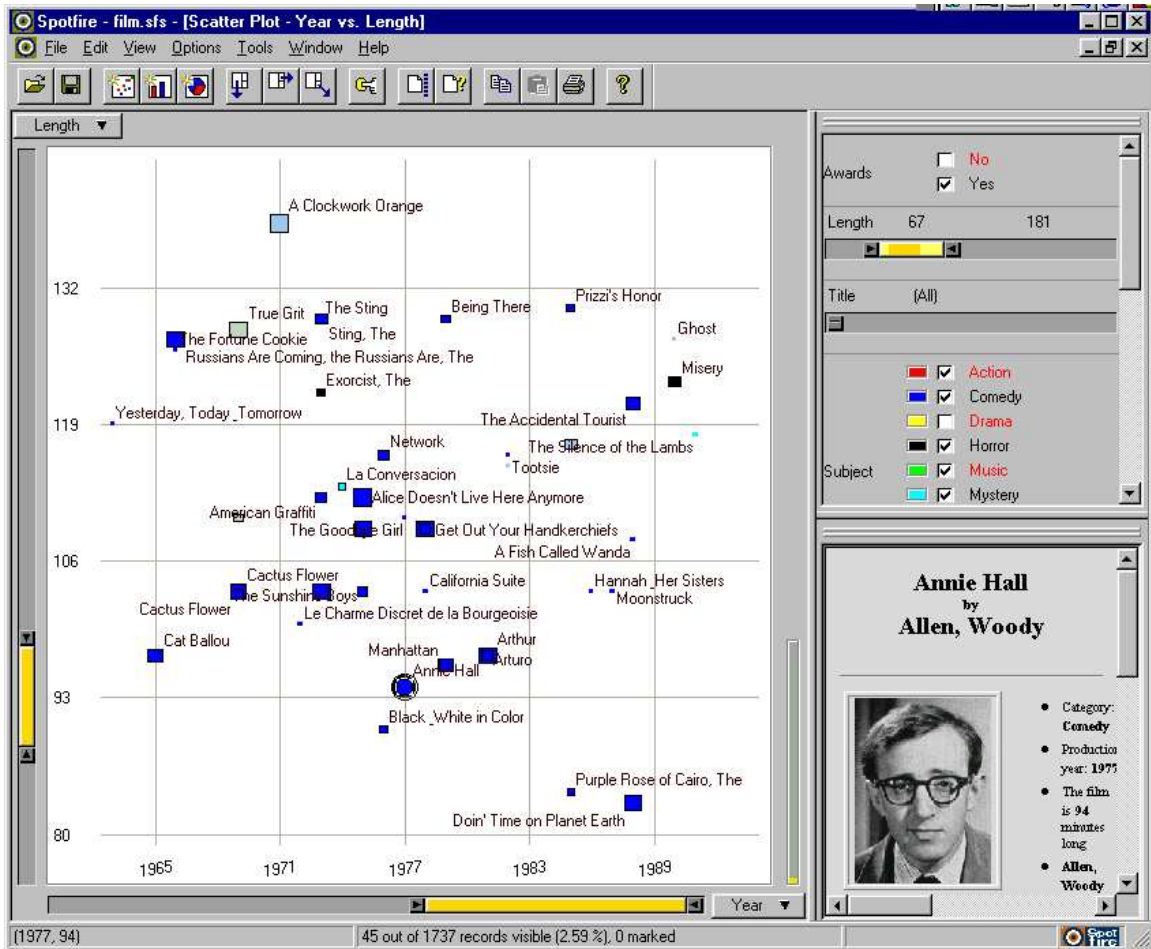 Spotfire - film.sfs - [Scatter Plot - Year vs. Length]
File Edit View Options Tools Window Help
Length
A Clockwork Orange
132
Prizzi's Honor
True Grit
The Sting
Being There
The Fortune Cookie
Sting, The
Ghost
Russians Are Coming, the Russians Are, The
Exorcist, The
Misery
Yesterday, Today _Tomorrow
119
The Accidental Tourist
Network
The Silence of the Lambs
La Conversacion
Tootsie
Alice Doesn't Live Here Anymore
American Graffiti
The Goodbye Girl
Get Out Your Handkerchiefs
A Fish Called Wanda
106
Cactus Flower
California Suite
Hannah _Her Sisters
The Sunshine Boys
Moonstruck
Cactus Flower
Le Charme Discret de la Bourgeoisie
Cat Ballou
Arthur
Manhattan
Arturo
Annie Hall
93
Black _White in Color
Purple Rose of Cairo, The
Doin' Time on Planet Earth
80
1965 1971 1977 1983 1989
Year
Awards
No
Yes
Length 67 181
Title (All)
Subject
Action
Comedy
Drama
Horror
Music
Mystery
Annie Hall
by
Allen, Woody
Category:
Comedy
Production
year: 1977
The film
is 94
minutes
long
Allen,
Woody
(1977, 94)
45 out of 1737 records visible (2.59 %), 0 marked
Spot
fire